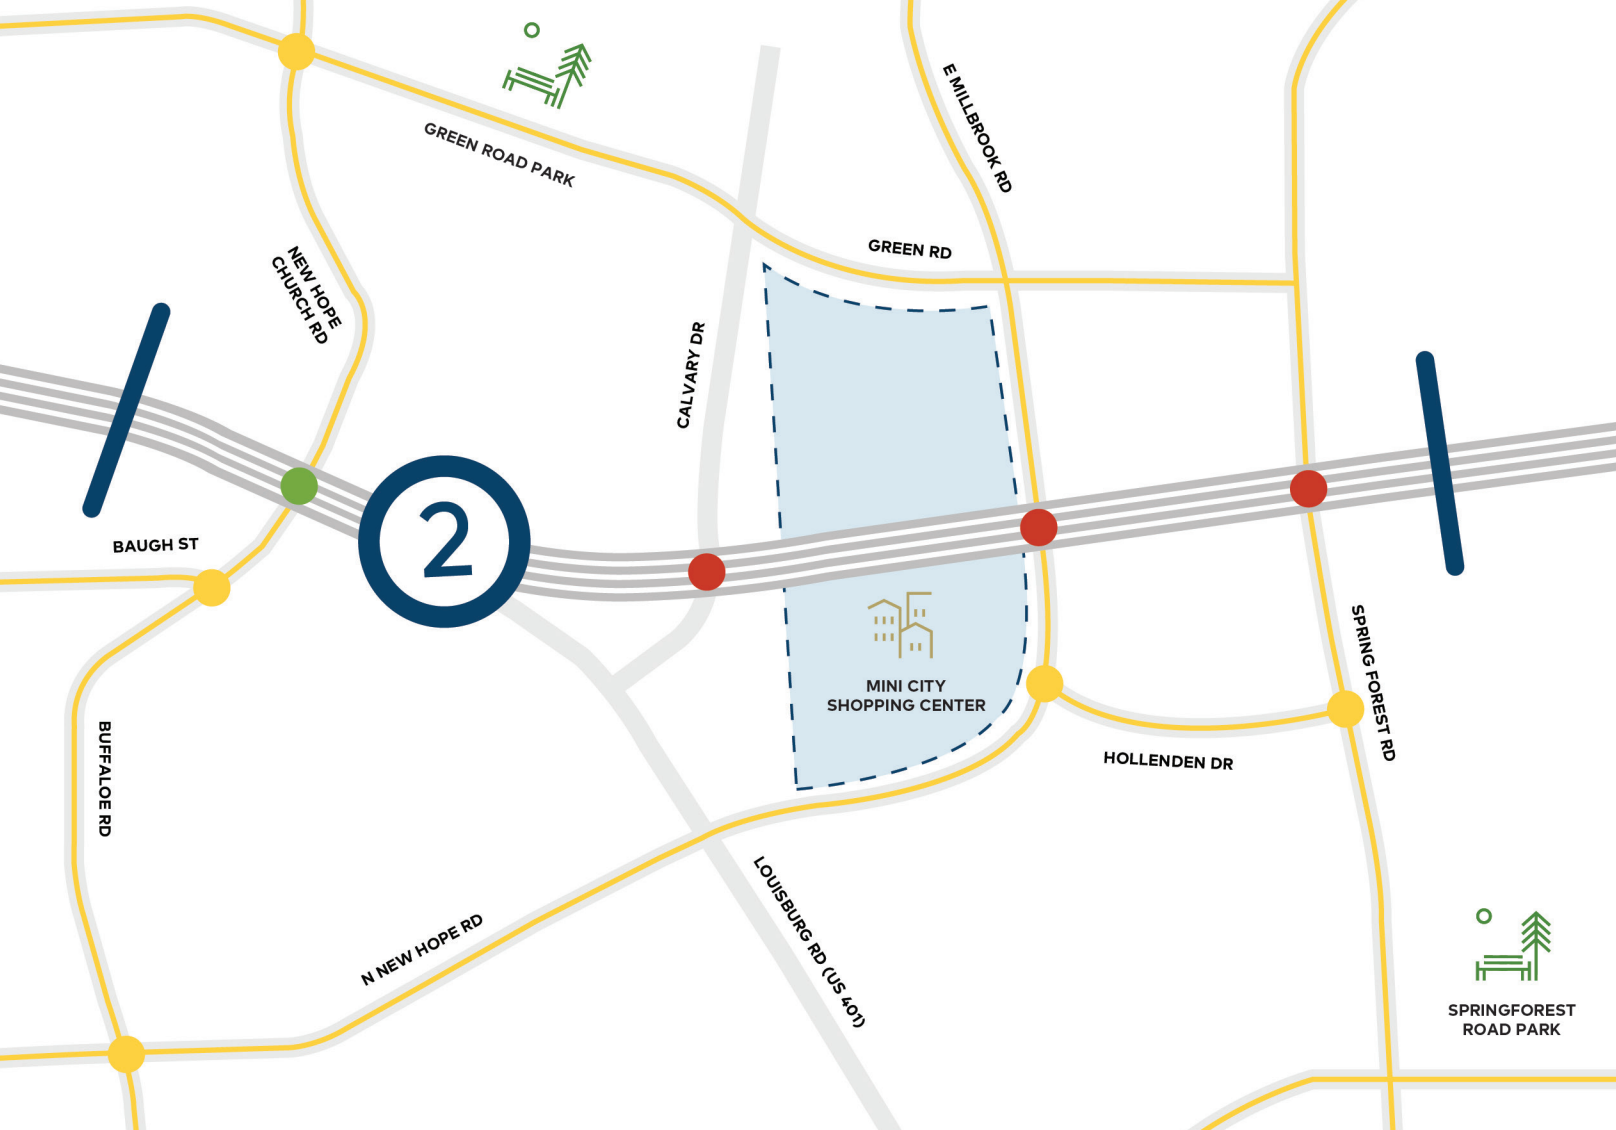 E MILLBROOK RD
GREEN ROAD PARK
GREEN RD
NEW HOPE
CHURCH RD
CALVARY DR
2
BAUGH ST
MINI CITY
SHOPPING CENTER
SPRING FOREST RD
BUFFALOE RD
HOLLENDEN DR
N NEW HOPE RD
LOUISBURG RD (US 401)
SPRINGFOREST
ROAD PARK